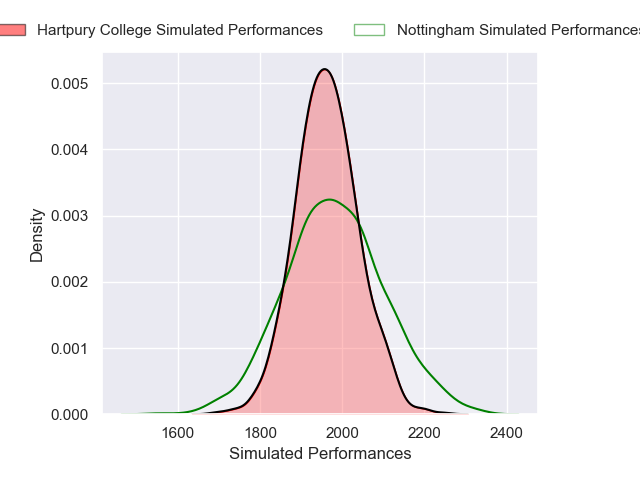 Hartpury College Simulated Performances
Nottingham Simulated Performances
0.005
0.004
0.003
0.002
0.001
0.000
Density
1600 1800 2000 2200 2400
Simulated Performances